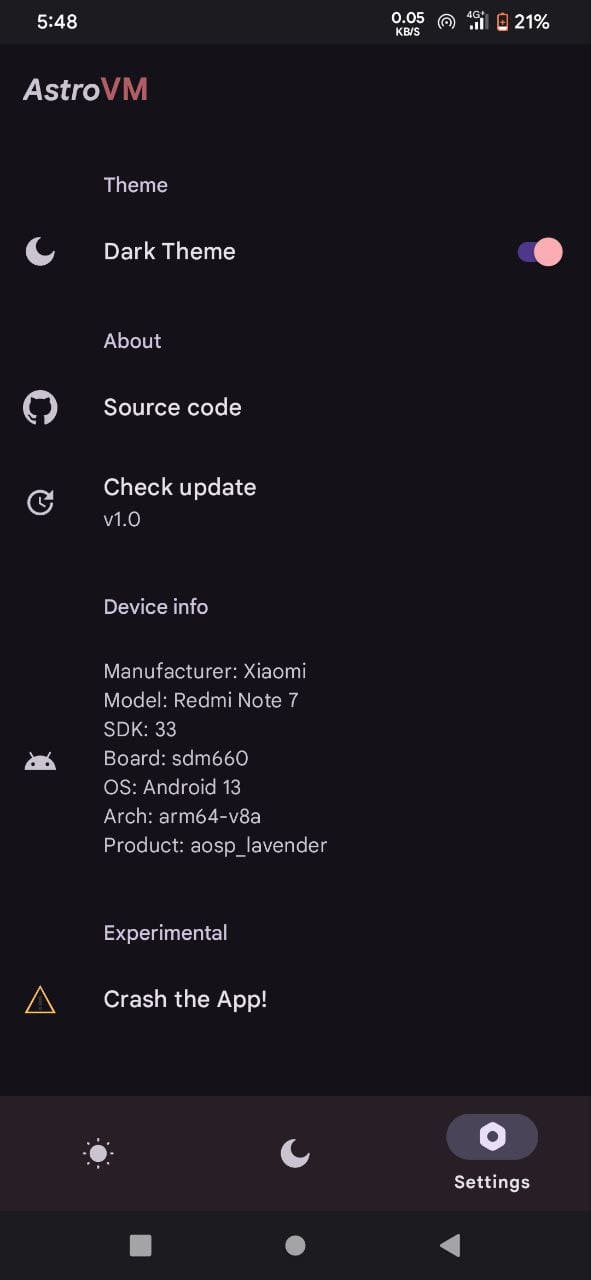 5:48
0.05
KB/S
4G+
21%
AstroVM
Theme
Dark Theme
About
Source code
Check update
v1.0
Device info
Manufacturer: Xiaomi
Model: Redmi Note 7
SDK: 33
Board: sdm660
OS: Android 13
Arch: arm64-v8a
Product: aosp_lavender
Experimental
Crash the App!
Settings